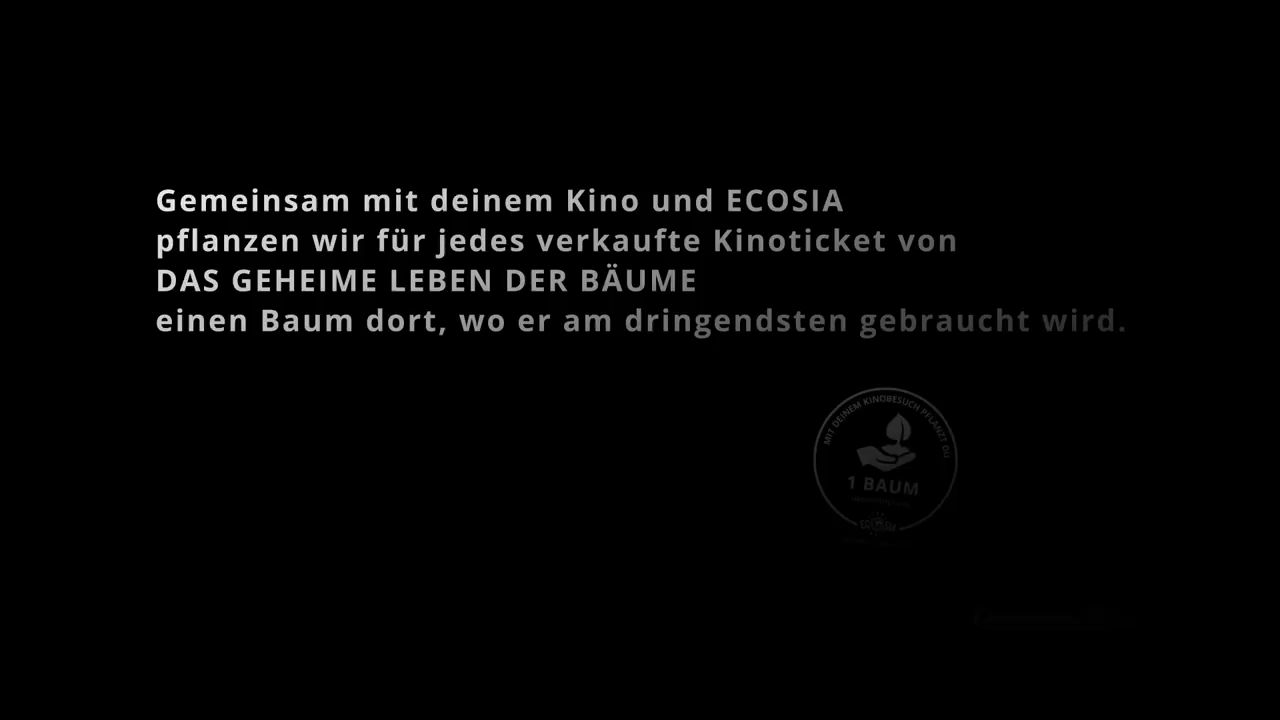 Gemeinsam mit deinem Kino und ECOSIA
pflanzen wir für jedes verkaufte Kinoticket von
DAS GEHEIME LEBEN DER BÄUME
einen Baum dort, wo er am dringendsten gebraucht wird.
MIT DEINEM KINOBESUCH PFLANZT DU
1 BAUM
ECOSIA